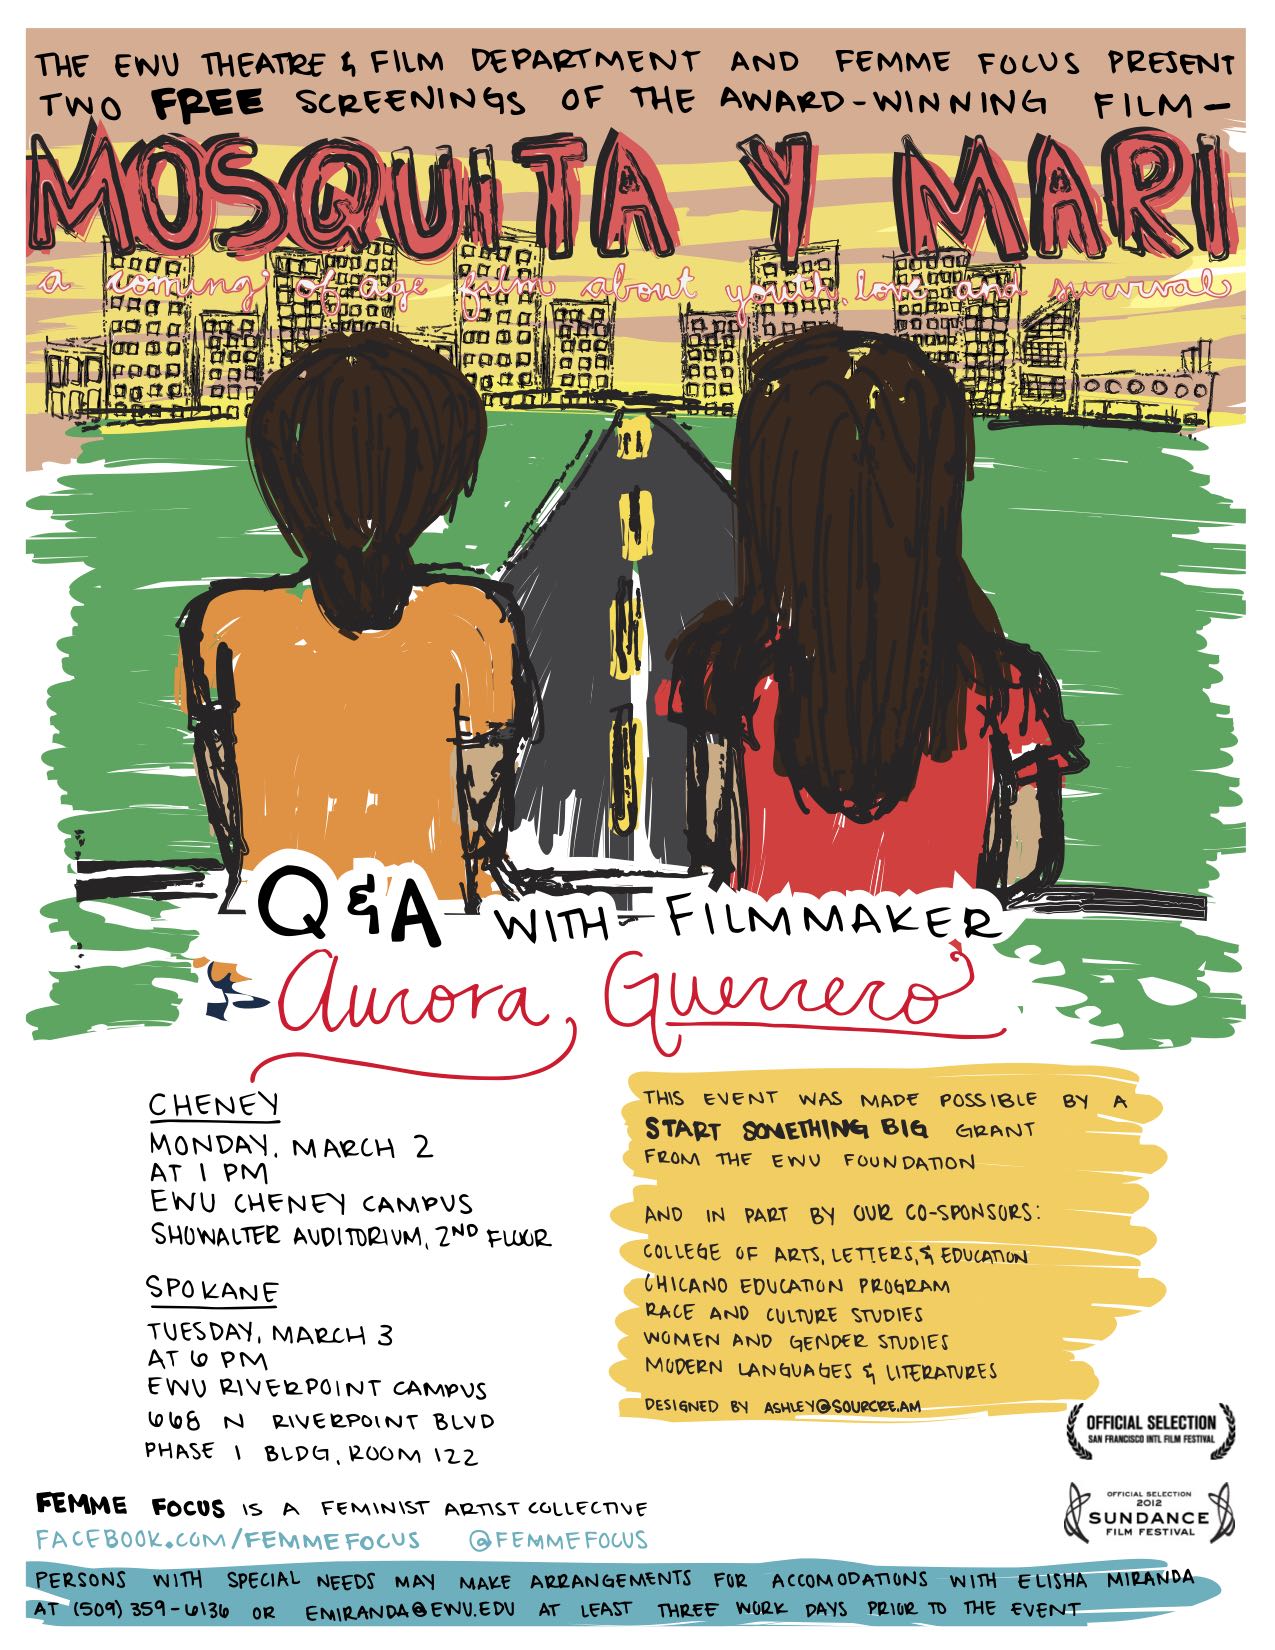 THE EWU THEATRE & FILM DEPARTMENT AND FEMME FOCUS PRESENT
TWO FREE SCREENINGS OF THE AWARD-WINNING FILM-
MOSQUITA Y MARI
a coming of age film about youth, love and survival
Q&A WITH FILMMAKER
Aurora Guerrero
CHENEY
MONDAY, MARCH 2
AT 1 PM
EWU CHENEY CAMPUS
SHOWALTER AUDITORIUM, 2ND FLOOR
SPOKANE
TUESDAY, MARCH 3
AT 6 PM
EWU RIVERPOINT CAMPUS
668 N RIVERPOINT BLVD
PHASE 1 BLDG, ROOM 122
THIS EVENT WAS MADE POSSIBLE BY A
START SOMETHING BIG GRANT
FROM THE EWU FOUNDATION
AND IN PART BY OUR CO-SPONSORS:
COLLEGE OF ARTS, LETTERS, & EDUCATION
CHICANO EDUCATION PROGRAM
RACE AND CULTURE STUDIES
WOMEN AND GENDER STUDIES
MODERN LANGUAGES & LITERATURES
DESIGNED BY ASHLEY@SOURCRE.AM
OFFICIAL SELECTION
SAN FRANCISCO INTL FILM FESTIVAL
OFFICIAL SELECTION
2012
SUNDANCE
FILM FESTIVAL
FEMME FOCUS IS A FEMINIST ARTIST COLLECTIVE
FACEBOOK.COM/FEMMEFOCUS @FEMMEFOCUS
PERSONS WITH SPECIAL NEEDS MAY MAKE ARRANGEMENTS FOR ACCOMODATIONS WITH ELISHA MIRANDA
AT (509) 359-6136 OR EMIRANDA@EWU.EDU AT LEAST THREE WORK DAYS PRIOR TO THE EVENT